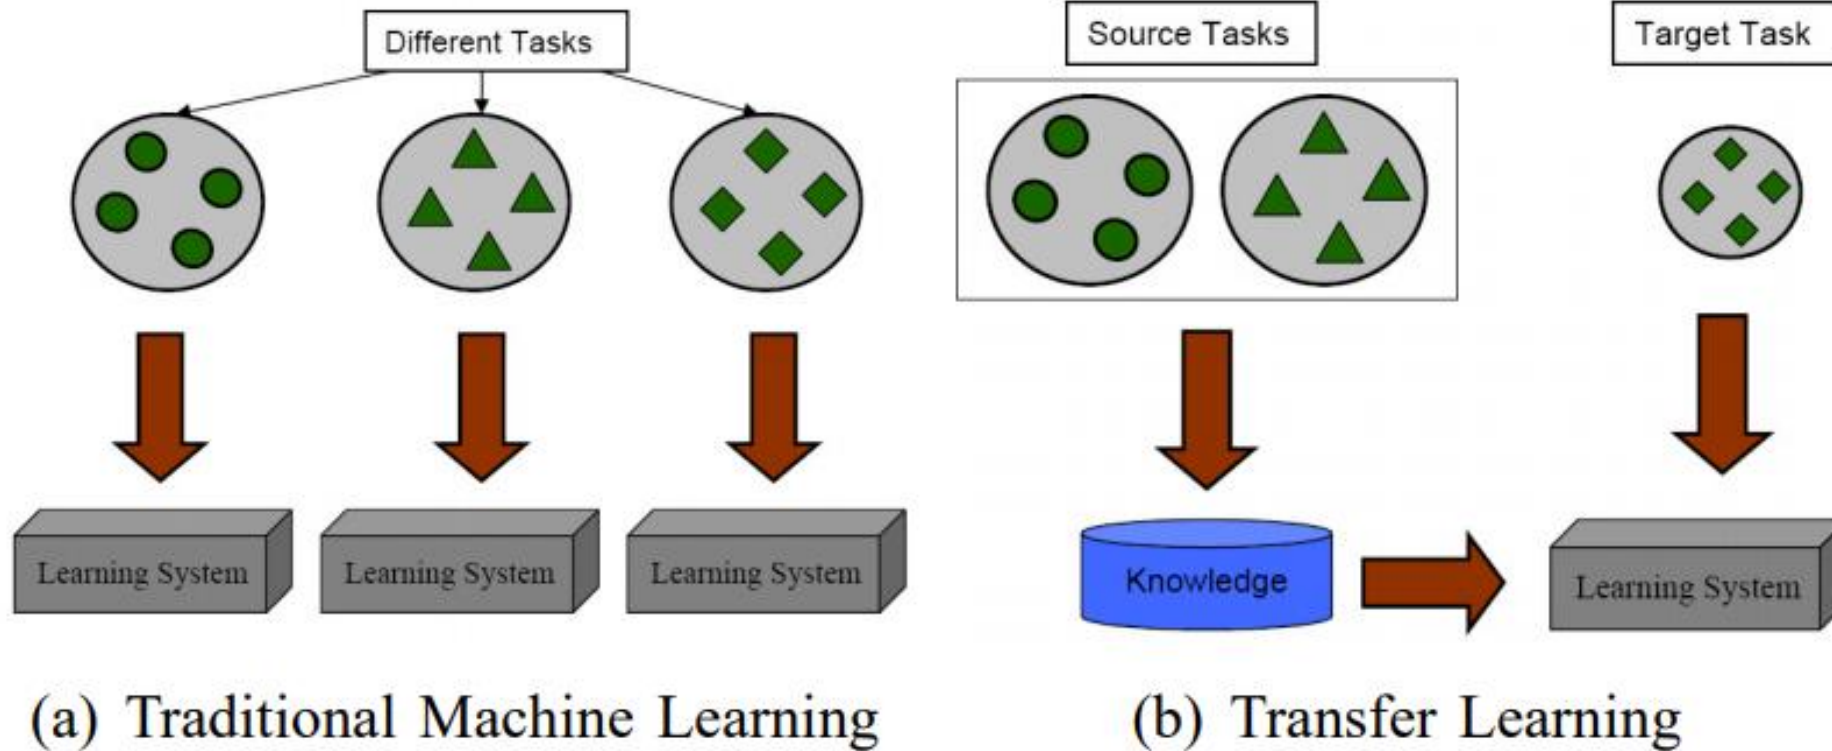 Different Tasks
Learning System
Learning System
Learning System
(a) Traditional Machine Learning
Source Tasks
Target Task
Knowledge
Learning System
(b) Transfer Learning